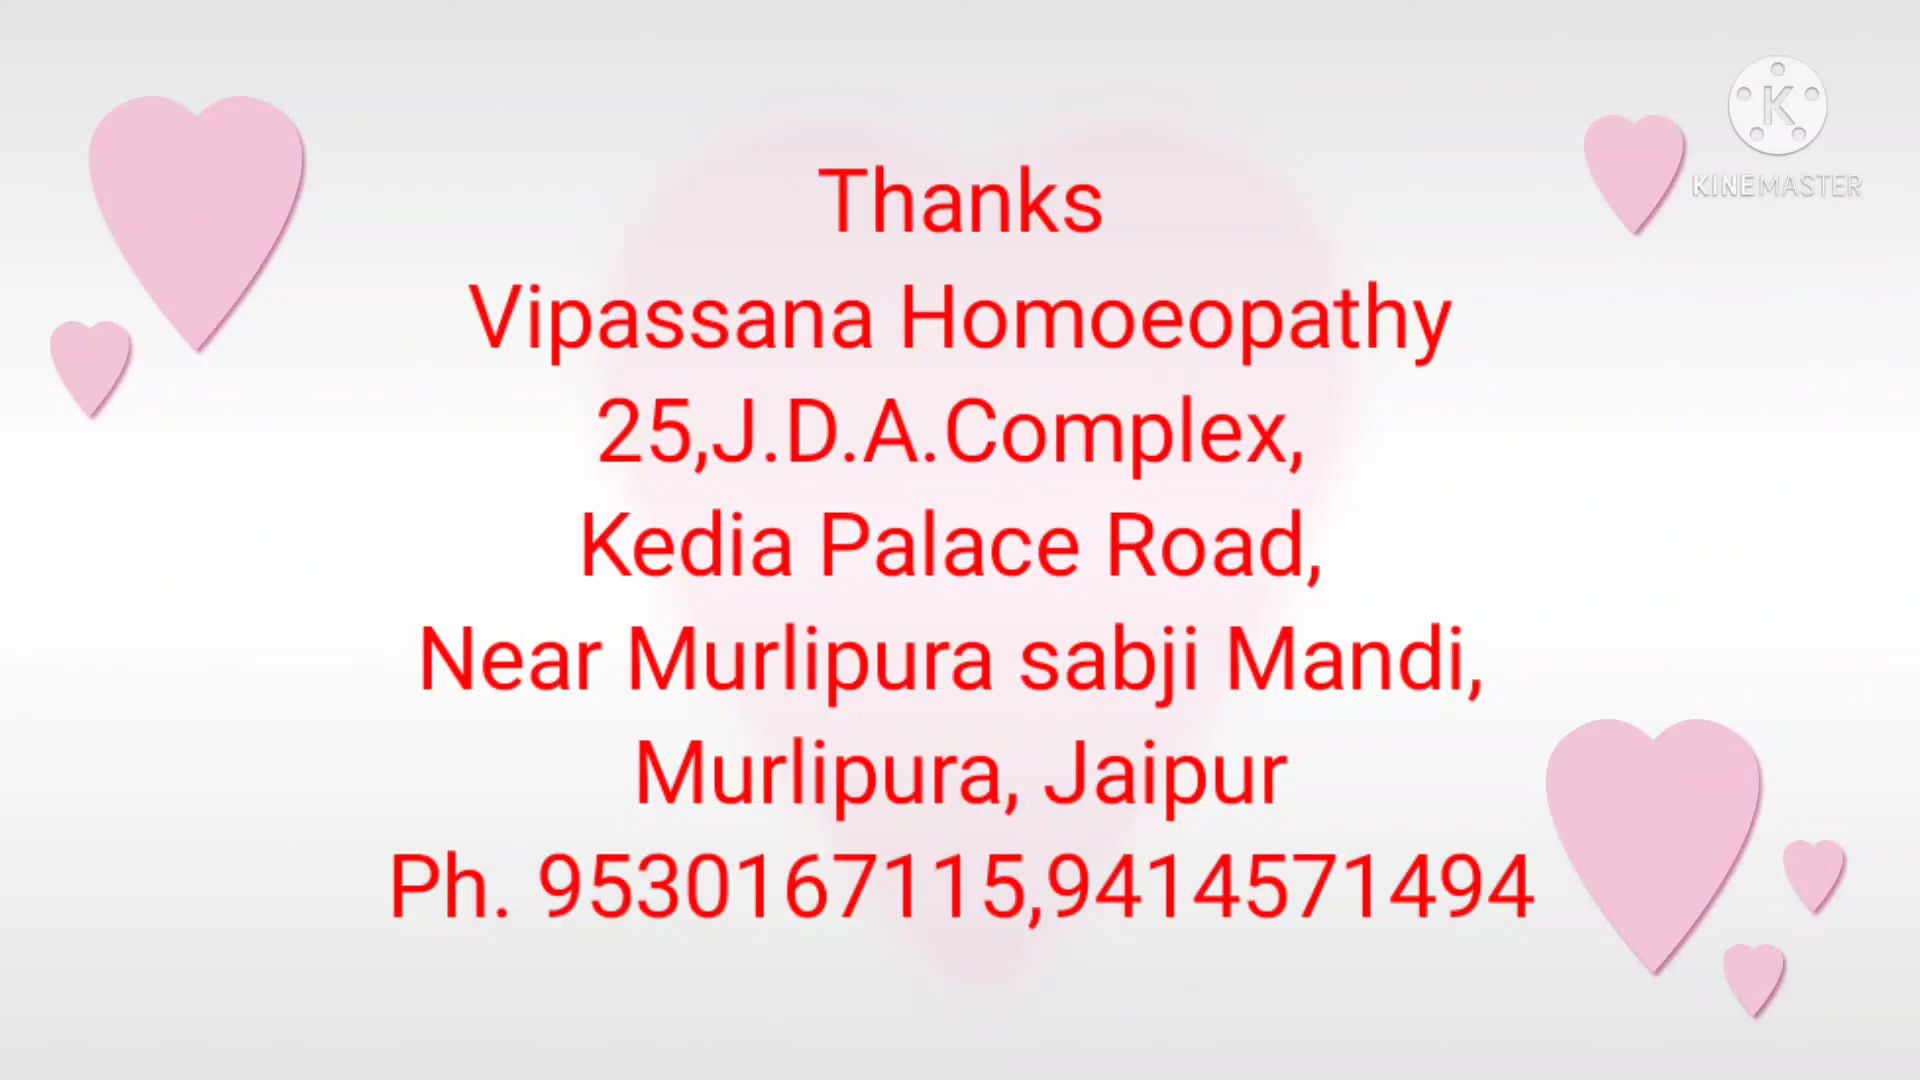 Thanks
Vipassana Homoeopathy
25,J.D.A.Complex,
Kedia Palace Road,
Near Murlipura sabji Mandi,
Murlipura, Jaipur
Ph. 9530167115,9414571494
K
KINEMASTER